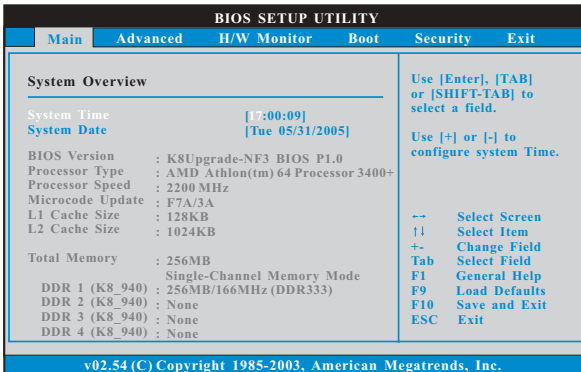 BIOS SETUP UTILITY
Main Advanced H/W Monitor Boot Security Exit
System Overview
System Time [17:00:09]
System Date [Tue 05/31/2005]
BIOS Version : K8Upgrade-NF3 BIOS P1.0
Processor Type : AMD Athlon(tm) 64 Processor 3400+
Processor Speed : 2200 MHz
Microcode Update : F7A/3A
L1 Cache Size : 128KB
L2 Cache Size : 1024KB
Total Memory : 256MB
Single-Channel Memory Mode
DDR 1 (K8_940) : 256MB/166MHz (DDR333)
DDR 2 (K8_940) : None
DDR 3 (K8_940) : None
DDR 4 (K8_940) : None
Use [Enter], [TAB]
or [SHIFT-TAB] to
select a field.
Use [+] or [-] to
configure system Time.
←→ Select Screen
↑↓ Select Item
+- Change Field
Tab Select Field
F1 General Help
F9 Load Defaults
F10 Save and Exit
ESC Exit
v02.54 (C) Copyright 1985-2003, American Megatrends, Inc.